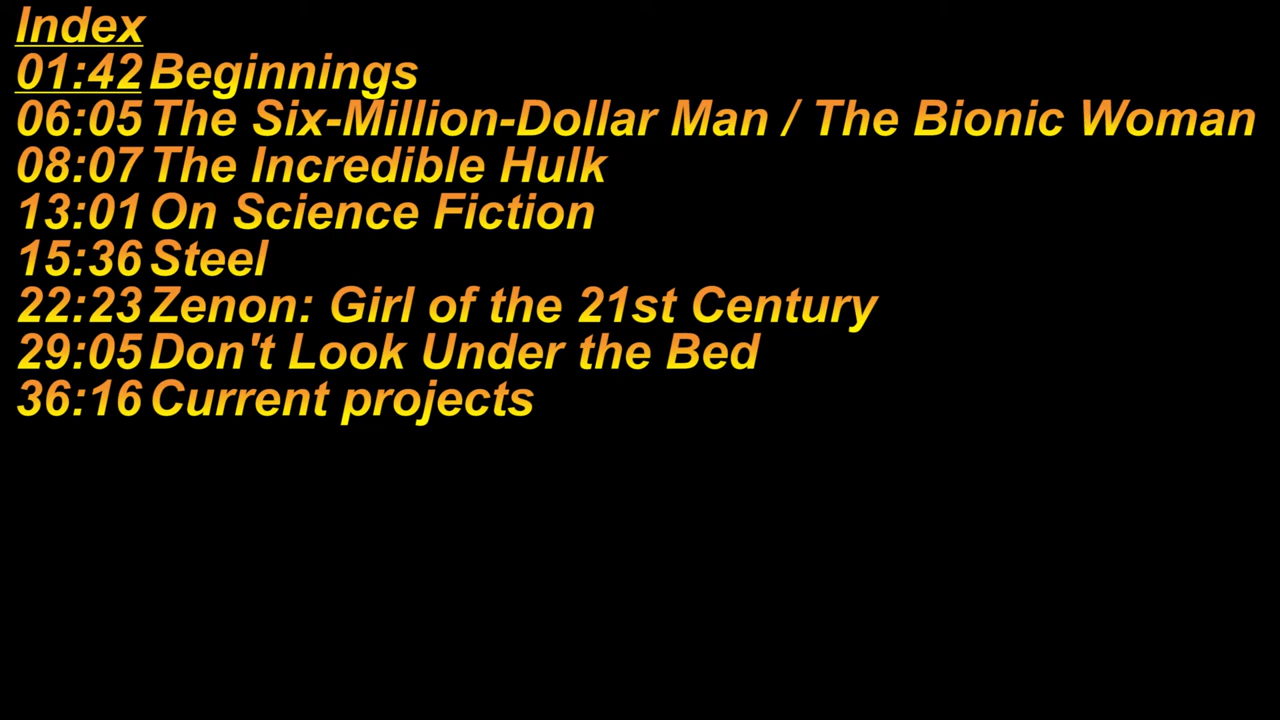 Index
01:42 Beginnings
06:05 The Six-Million-Dollar Man / The Bionic Woman
08:07 The Incredible Hulk
13:01 On Science Fiction
15:36 Steel
22:23 Zenon: Girl of the 21st Century
29:05 Don't Look Under the Bed
36:16 Current projects